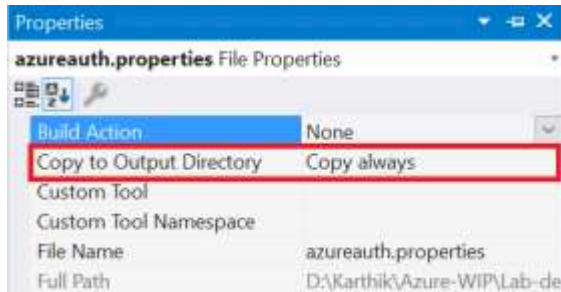 Properties
azureauth.properties File Properties
Build Action None
Copy to Output Directory Copy always
Custom Tool
Custom Tool Namespace
File Name azureauth.properties
Full Path D:\Karthik\Azure-WIP\Lab-de